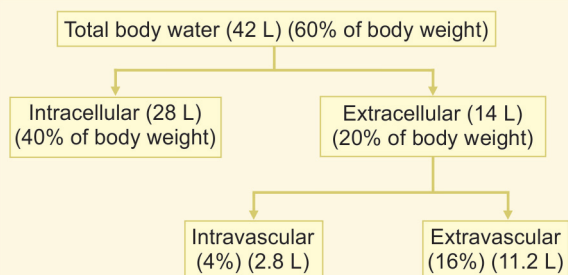 Total body water (42 L) (60% of body weight)
Intracellular (28 L)
(40% of body weight)
Extracellular (14 L)
(20% of body weight)
Intravascular
(4%) (2.8 L)
Extravascular
(16%) (11.2 L)